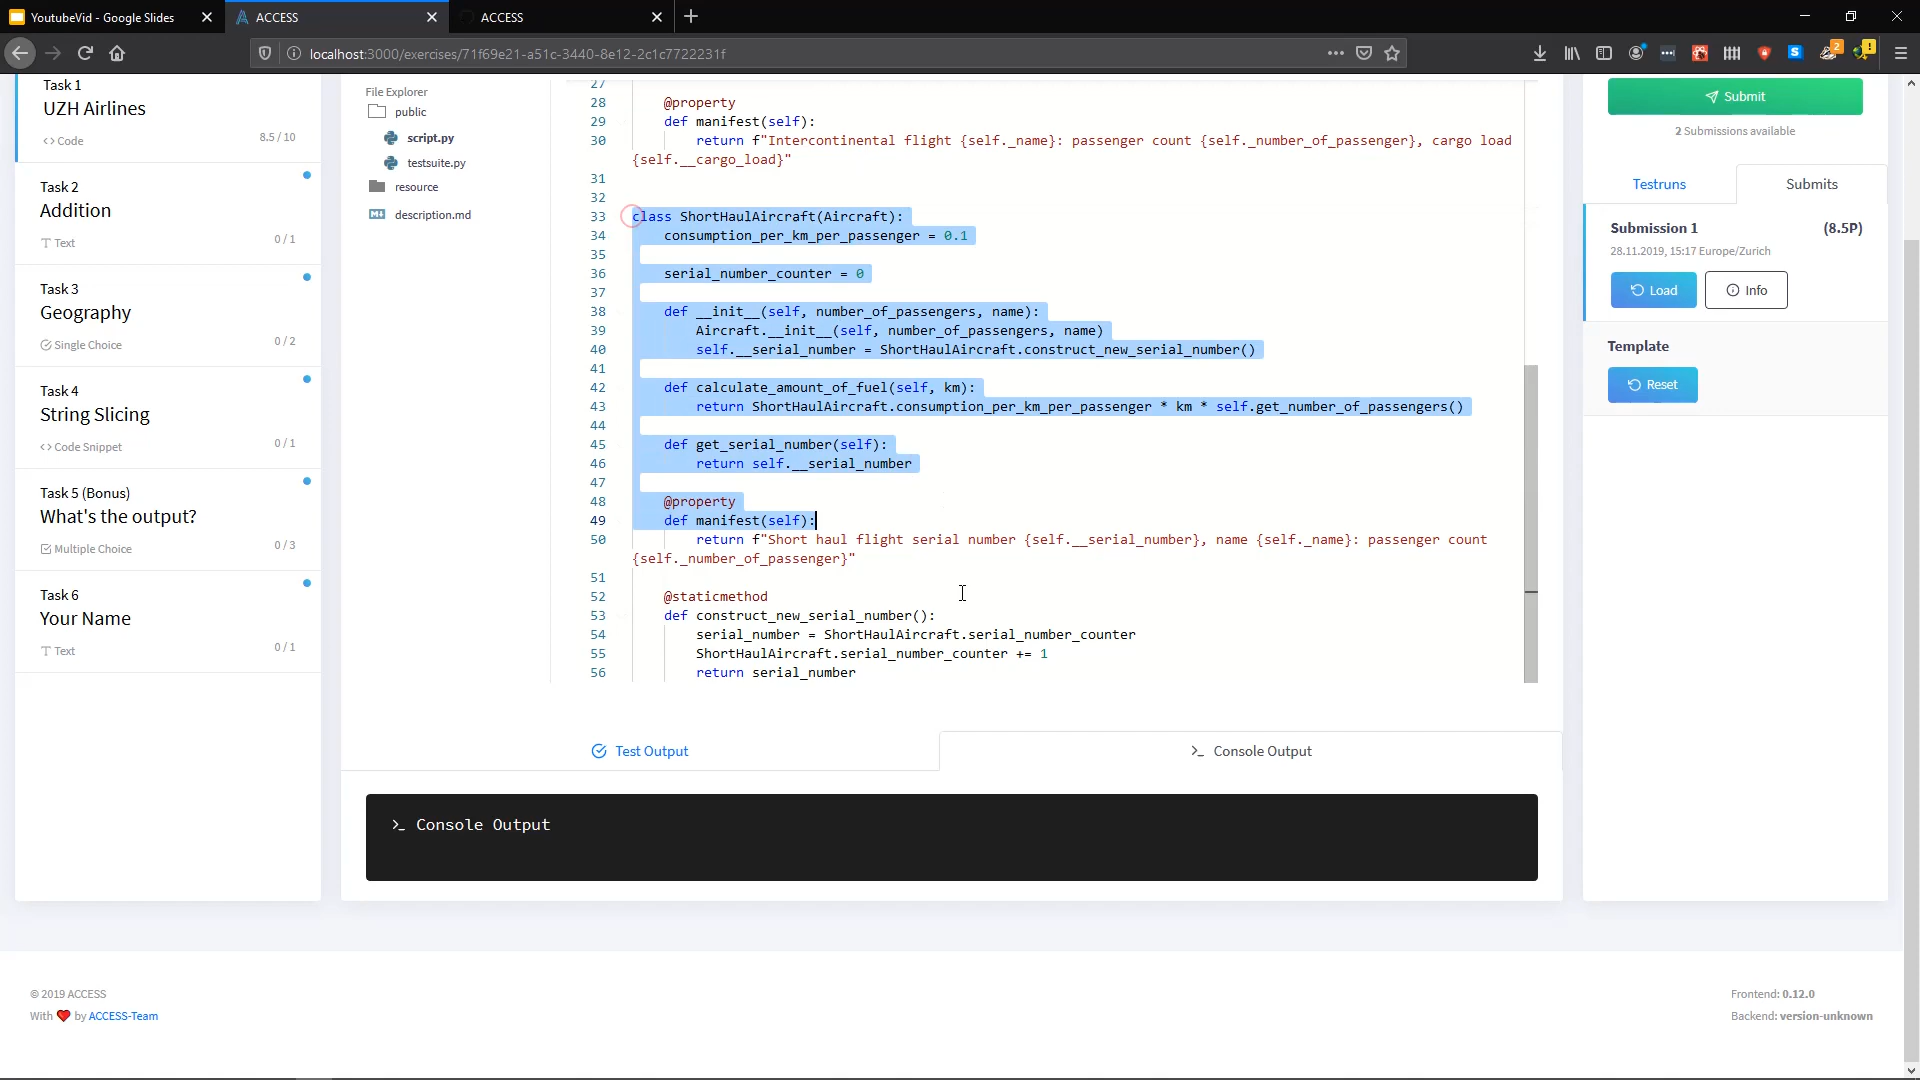 YoutubeVid - Google Slides
ACCESS
ACCESS
localhost:3000/exercises/71f69e21-a51c-3440-8e12-2c1c7722231f
2
!
Task 1
UZH Airlines
<> Code
8.5 / 10
Task 2
Addition
Text
0 / 1
Task 3
Geography
Single Choice
0 / 2
Task 4
String Slicing
<> Code Snippet
0 / 1
Task 5 (Bonus)
What's the output?
Multiple Choice
0 / 3
Task 6
Your Name
Text
0 / 1
File Explorer
public
script.py
testsuite.py
resource
description.md
27
28 @property
29 def manifest(self):
30 return f"Intercontinental flight {self._name}: passenger count {self._number_of_passenger}, cargo load
{self.__cargo_load}"
31
32
33 class ShortHaulAircraft(Aircraft):
34 consumption_per_km_per_passenger = 0.1
35
36 serial_number_counter = 0
37
38 def __init__(self, number_of_passengers, name):
39 Aircraft.__init__(self, number_of_passengers, name)
40 self.__serial_number = ShortHaulAircraft.construct_new_serial_number()
41
42 def calculate_amount_of_fuel(self, km):
43 return ShortHaulAircraft.consumption_per_km_per_passenger * km * self.get_number_of_passengers()
44
45 def get_serial_number(self):
46 return self.__serial_number
47
48 @property
49 def manifest(self):
50 return f"Short haul flight serial number {self.__serial_number}, name {self._name}: passenger count
{self._number_of_passenger}"
51
52 @staticmethod
53 def construct_new_serial_number():
54 serial_number = ShortHaulAircraft.serial_number_counter
55 ShortHaulAircraft.serial_number_counter += 1
56 return serial_number
Test Output
>_ Console Output
>_ Console Output
Submit
2 Submissions available
Testruns
Submits
Submission 1 (8.5P)
28.11.2019, 15:17 Europe/Zurich
Load
Info
Template
Reset
© 2019 ACCESS
With ❤ by ACCESS-Team
Frontend: 0.12.0
Backend: version-unknown